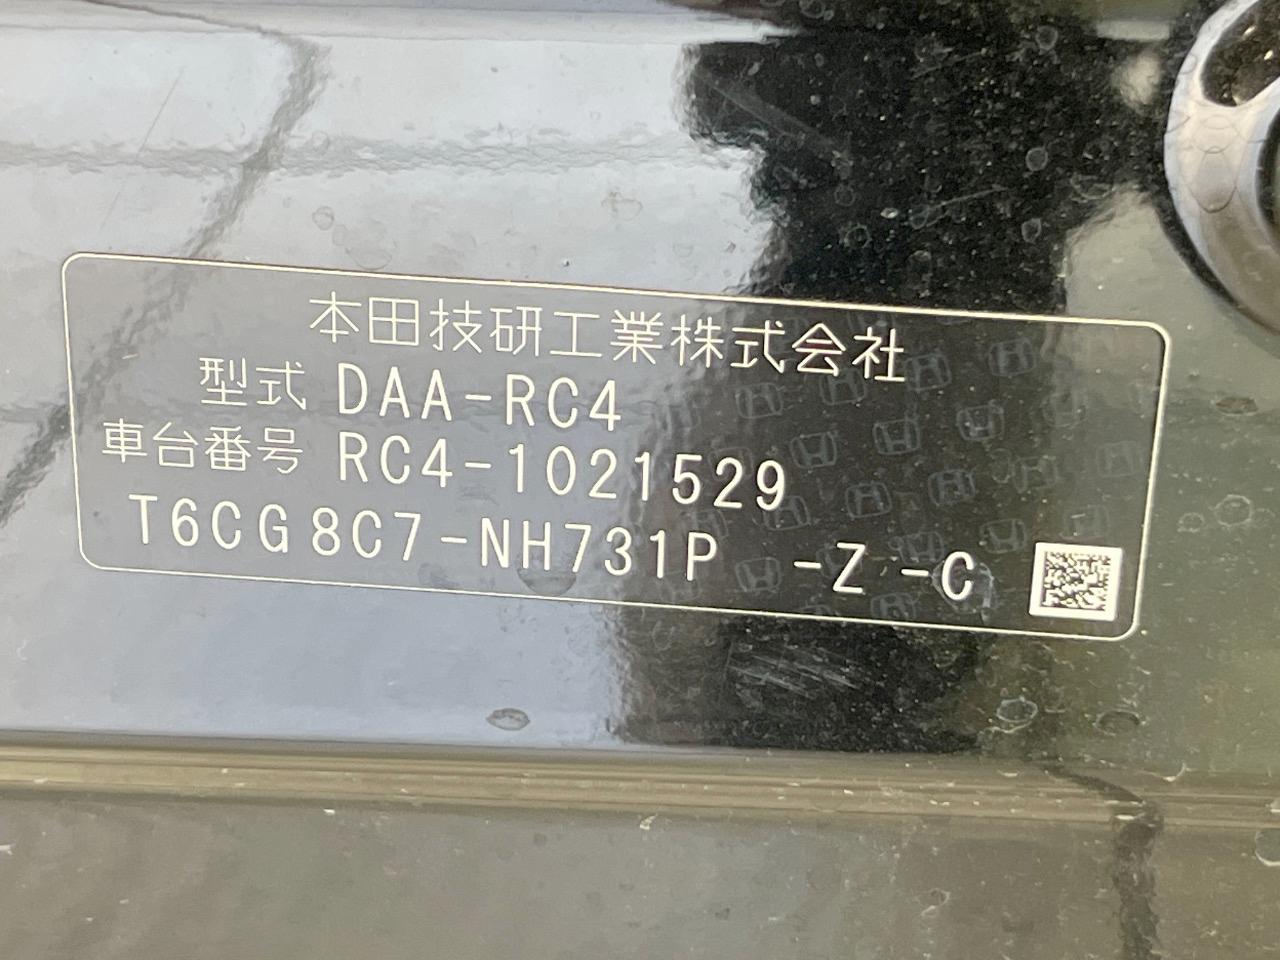 本田技研工業株式会社
型式 DAA-RC4
車台番号 RC4-1021529
T6CG8C7-NH731P -Z -C